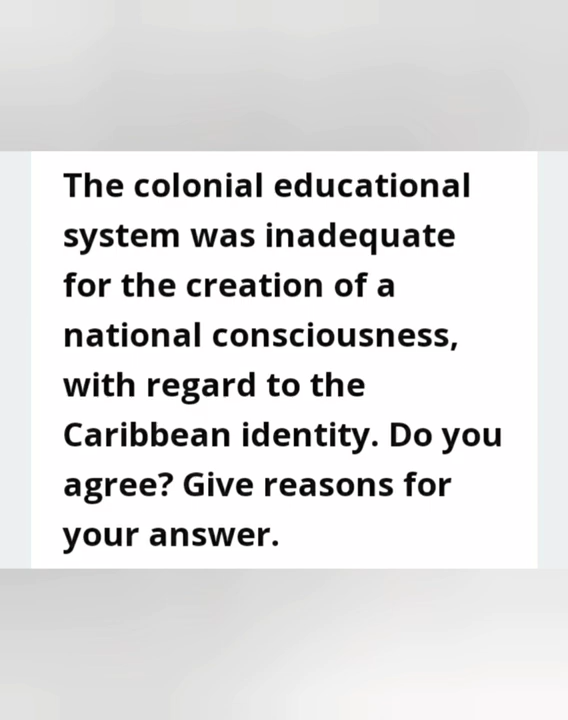 The colonial educational
system was inadequate
for the creation of a
national consciousness,
with regard to the
Caribbean identity. Do you
agree? Give reasons for
your answer.